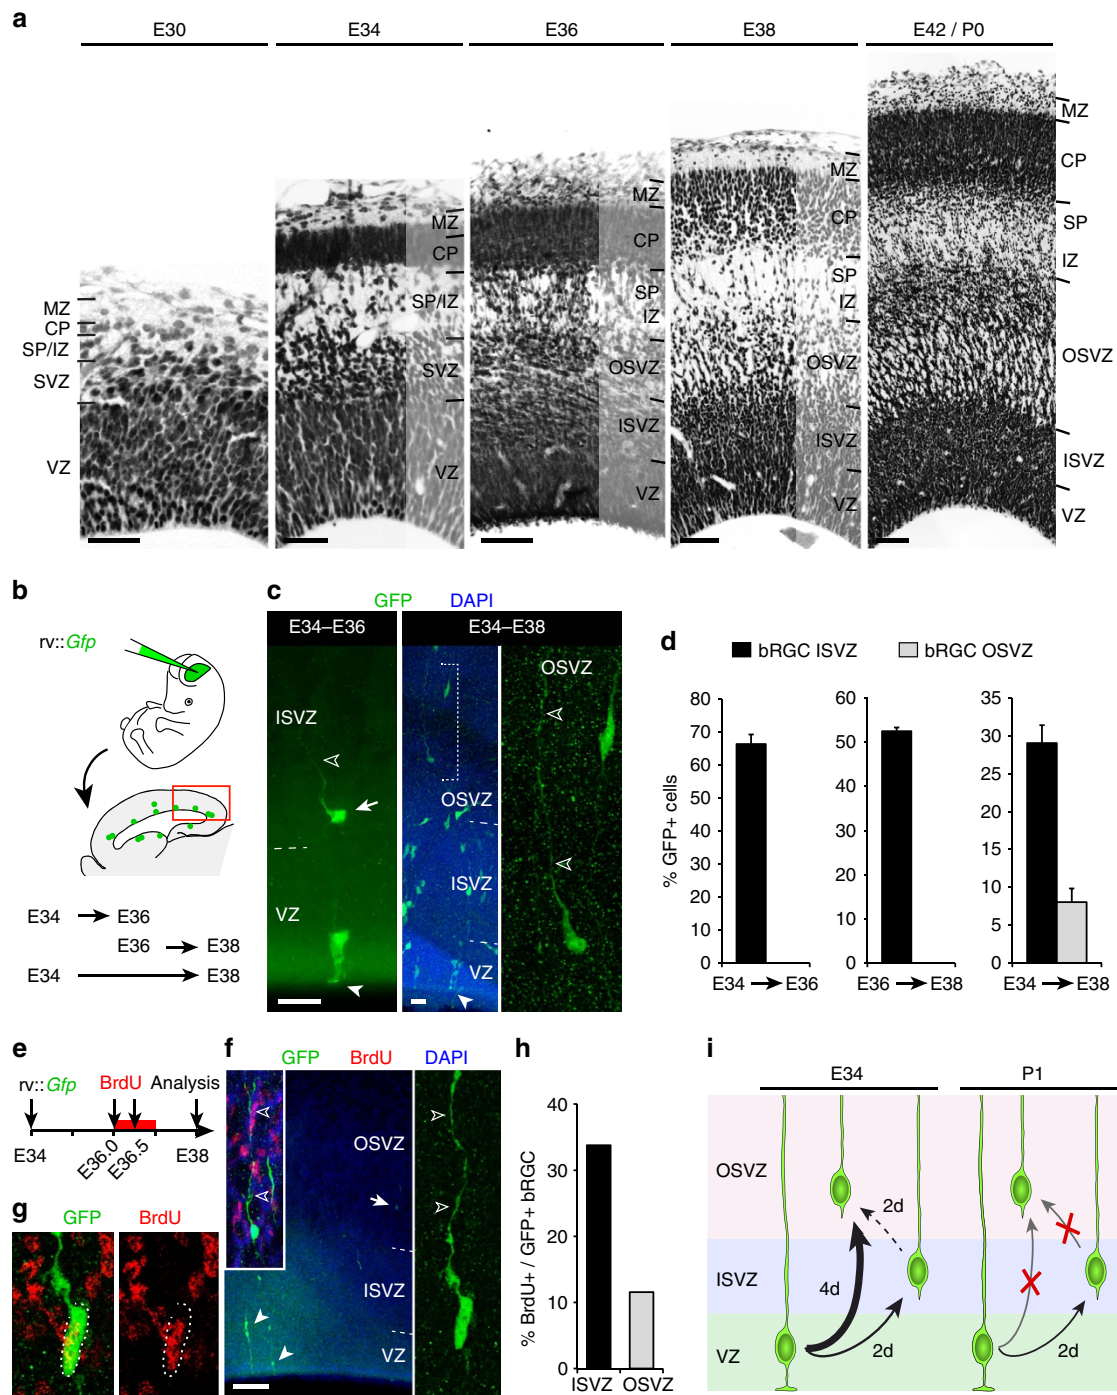 a
E30 E34 E36 E38 E42 / P0
MZ
CP
SP/IZ
SVZ
VZ
MZ
CP
SP/IZ
SVZ
VZ
MZ
CP
SP
IZ
OSVZ
ISVZ
VZ
MZ
CP
SP
IZ
OSVZ
ISVZ
VZ
MZ
CP
SP
IZ
OSVZ
ISVZ
VZ
b
rv::Gfp
E34 E36
E36 E38
E34 E38
c
GFP DAPI
E34–E36 E34–E38
ISVZ
VZ
OSVZ
ISVZ
VZ
OSVZ
d
bRGC ISVZ bRGC OSVZ
% GFP+ cells
80
70
60
50
40
30
20
10
0
E34 E36
60
50
40
30
20
10
0
E36 E38
35
30
25
20
15
10
5
0
E34 E38
e
rv::Gfp BrdU Analysis
E34 E36.0 E36.5 E38
f
GFP BrdU DAPI
OSVZ
ISVZ
VZ
g
GFP BrdU
h
% BrdU+ / GFP+ bRGC
40
30
20
10
0
ISVZ OSVZ
i
E34 P1
OSVZ
ISVZ
VZ
2d
4d
2d
2d